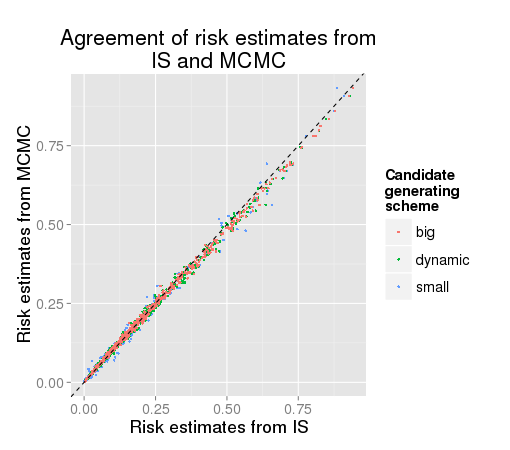 Agreement of risk estimates from
IS and MCMC
Risk estimates from MCMC
0.75
0.50
0.25
0.00
0.00 0.25 0.50 0.75
Risk estimates from IS
Candidate
generating
scheme
big
dynamic
small